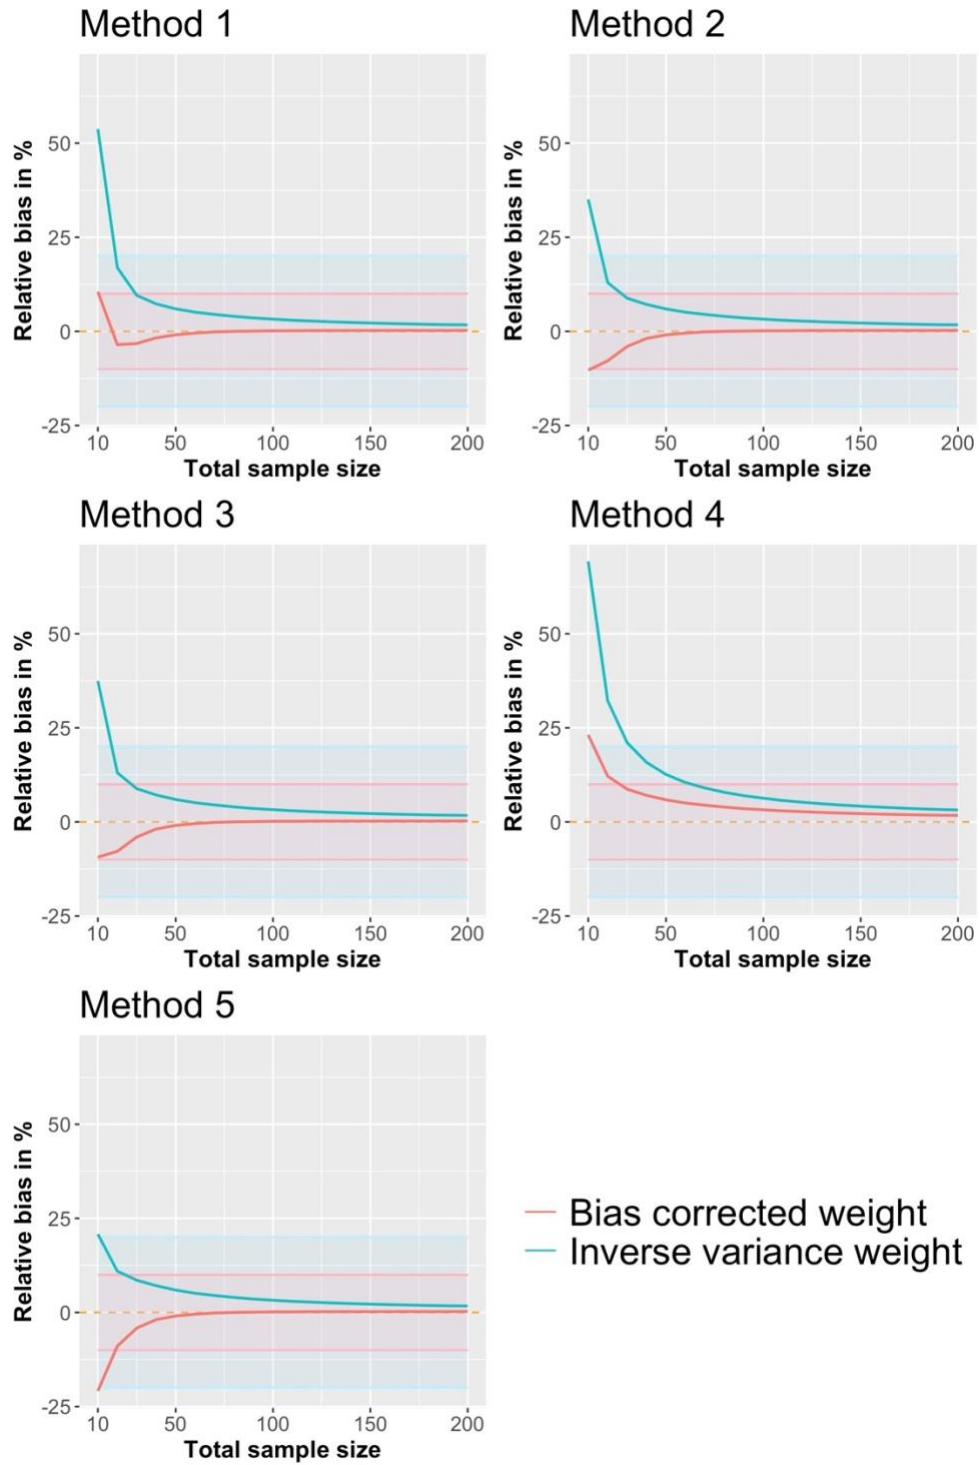 Method 1
Method 2
Relative bias in %
50
25
0
-25
10
50
100
150
200
Total sample size
Relative bias in %
50
25
0
-25
10
50
100
150
200
Total sample size
Method 3
Method 4
Relative bias in %
50
25
0
-25
10
50
100
150
200
Total sample size
Relative bias in %
50
25
0
-25
10
50
100
150
200
Total sample size
Method 5
Relative bias in %
50
25
0
-25
10
50
100
150
200
Total sample size
Bias corrected weight
Inverse variance weight